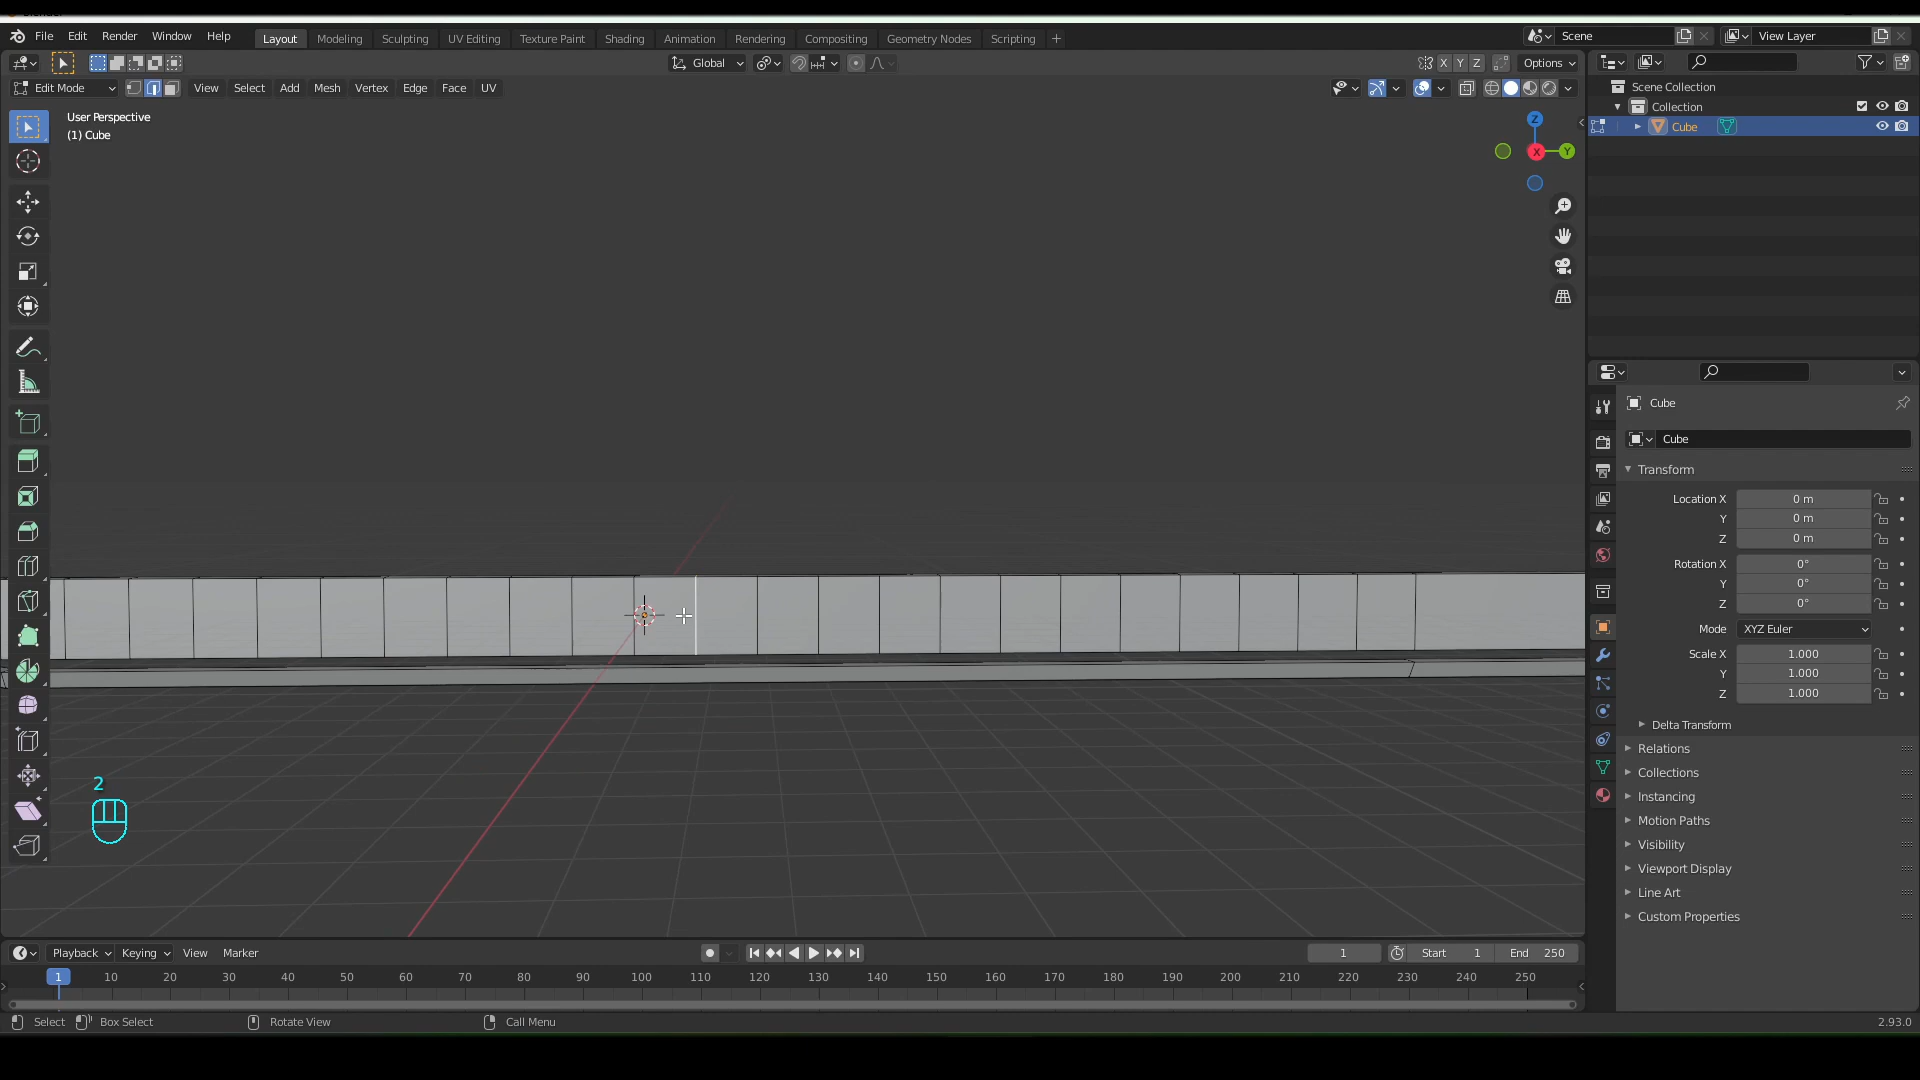 File Edit Render Window Help Layout Modeling Sculpting UV Editing Texture Paint Shading Animation Rendering Compositing Geometry Nodes Scripting + Scene View Layer
Global X Y Z Options
Edit Mode View Select Add Mesh Vertex Edge Face UV
User Perspective
(1) Cube
Z
X
Y
Scene Collection
Collection
Cube
Cube
Cube
Transform
Location X 0 m
Y 0 m
Z 0 m
Rotation X 0°
Y 0°
Z 0°
Mode XYZ Euler
Scale X 1.000
Y 1.000
Z 1.000
Delta Transform
Relations
Collections
Instancing
Motion Paths
Visibility
Viewport Display
Line Art
Custom Properties
2
Playback Keying View Marker 1 Start 1 End 250
1 10 20 30 40 50 60 70 80 90 100 110 120 130 140 150 160 170 180 190 200 210 220 230 240 250
Select Box Select Rotate View Call Menu 2.93.0